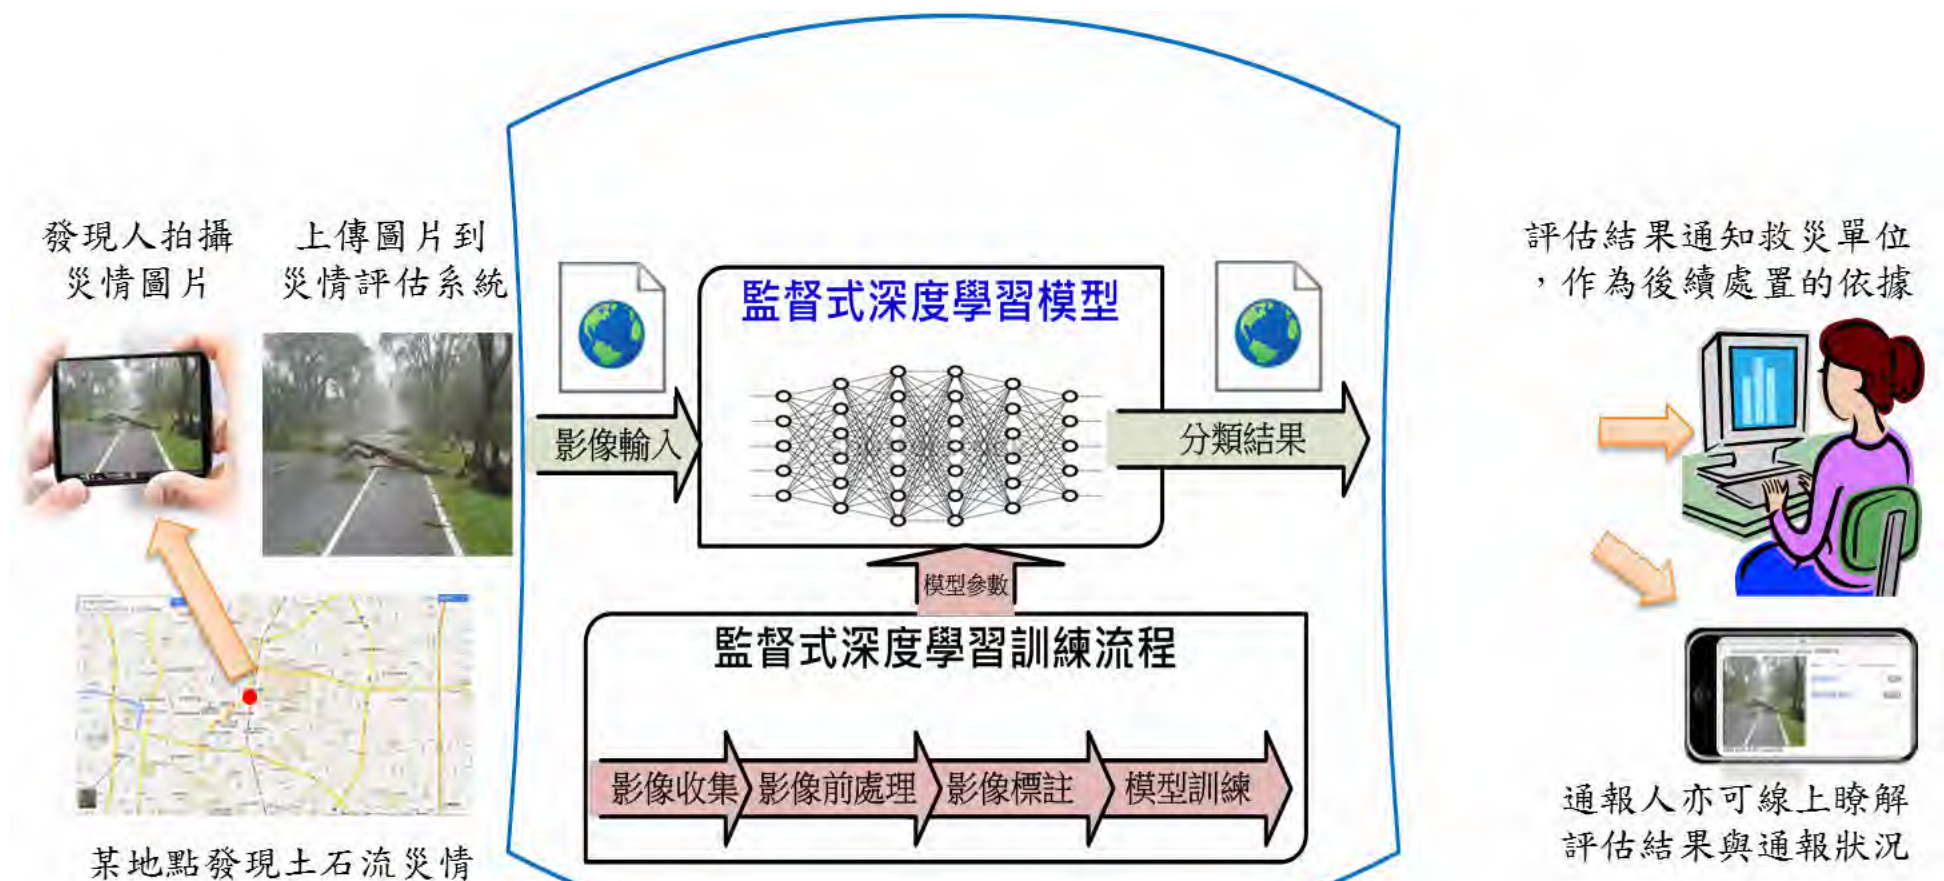 發現人拍攝
災情圖片
上傳圖片到
災情評估系統
某地點發現土石流災情
影像輸入
監督式深度學習模型
分類結果
模型參數
監督式深度學習訓練流程
影像收集
影像前處理
影像標註
模型訓練
評估結果通知救災單位
，作為後續處置的依據
通報人亦可線上瞭解
評估結果與通報狀況